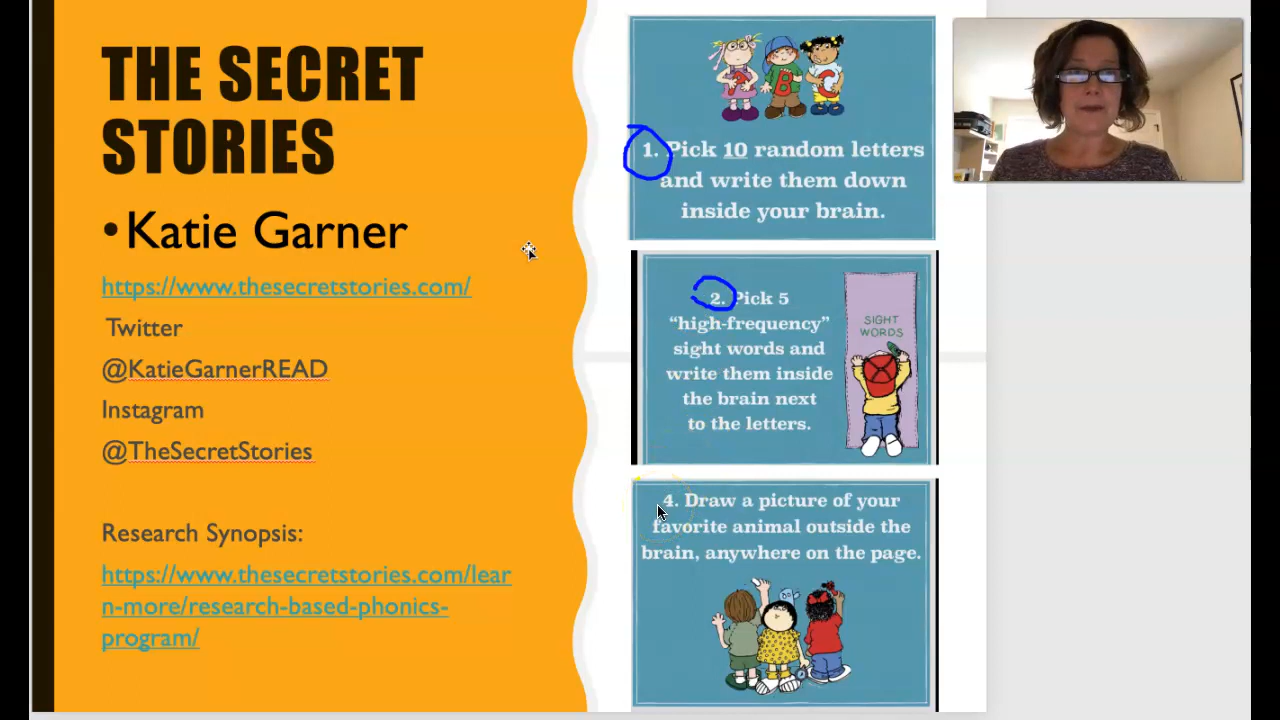 THE SECRET
STORIES
•Katie Garner
https://www.thesecretstories.com/
Twitter
@KatieGarnerREAD
Instagram
@TheSecretStories
Research Synopsis:
https://www.thesecretstories.com/lear
n-more/research-based-phonics-
program/
A B C
1. Pick 10 random letters
and write them down
inside your brain.
2. Pick 5
“high-frequency”
sight words and
write them inside
the brain next
to the letters.
SIGHT
WORDS
4. Draw a picture of your
favorite animal outside the
brain, anywhere on the page.